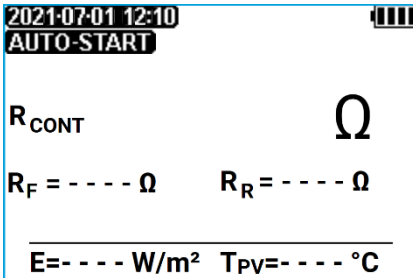 2021-07-01 12:10
AUTO-START
RCONT Ω
RF = - - - - Ω RR = - - - - Ω
E=- - - - W/m² TPV=- - - - °C